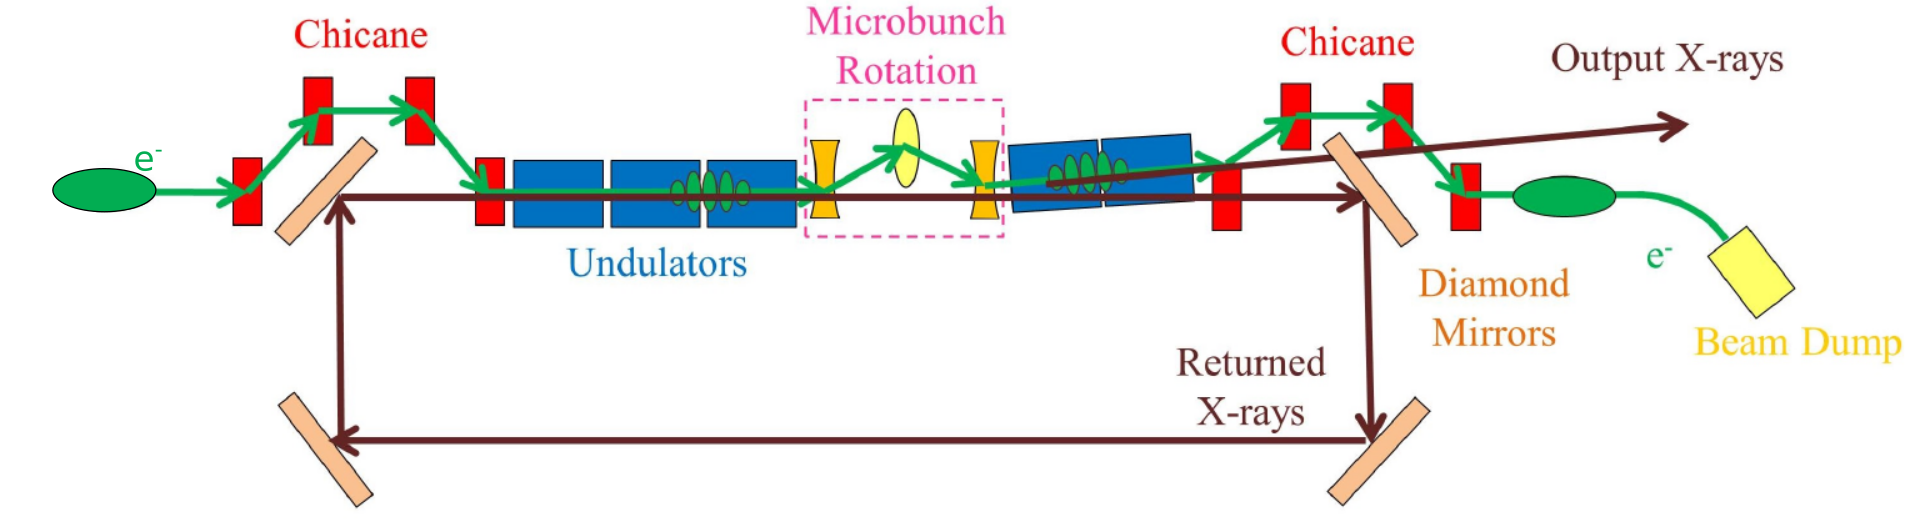 Chicane
Microbunch
Rotation
Chicane
Output X-rays
e-
Undulators
e-
Diamond
Mirrors
Beam Dump
Returned
X-rays